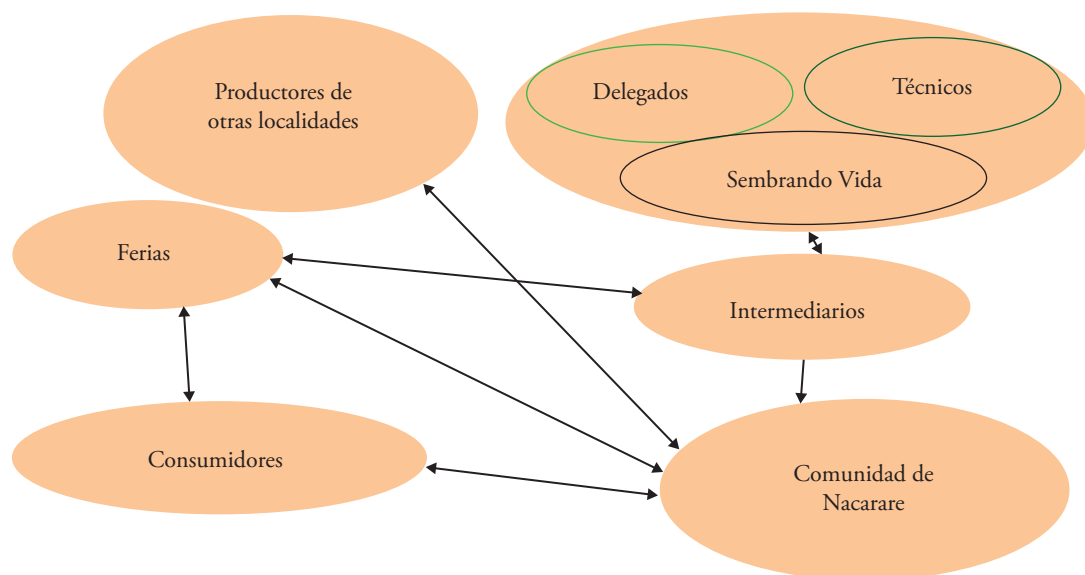 Productores de
otras localidades
Delegados
Técnicos
Sembrando Vida
Ferias
Intermediarios
Consumidores
Comunidad de
Nacarare